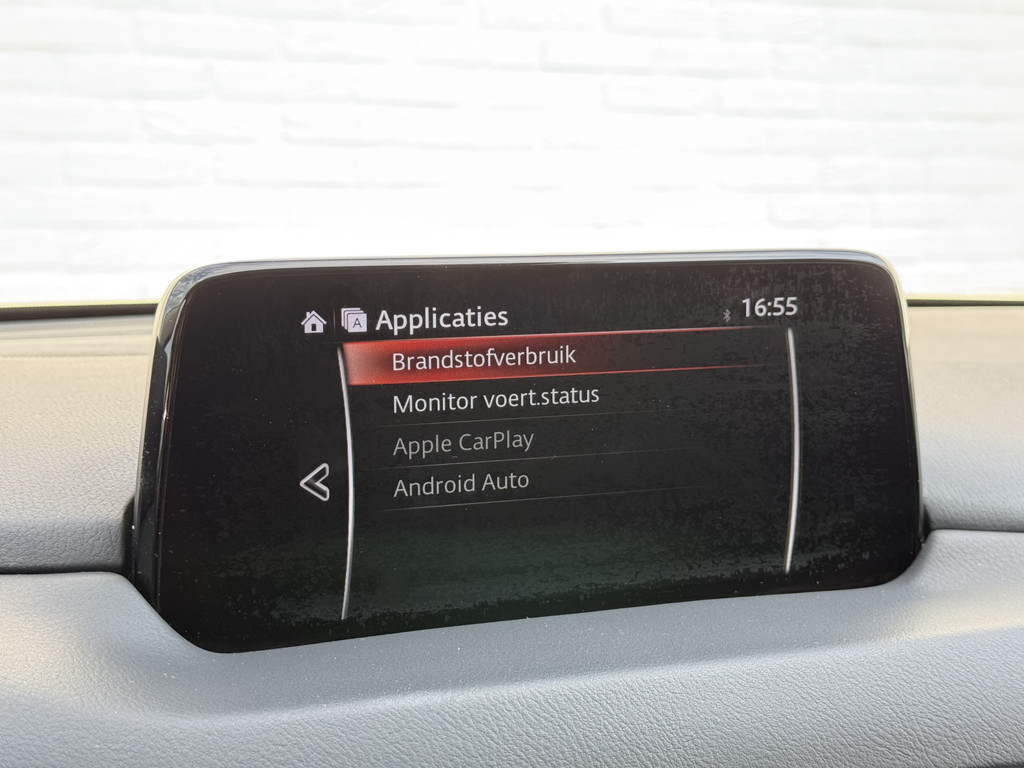 A Applicaties 16:55
Brandstofverbruik
Monitor voert.status
Apple CarPlay
Android Auto